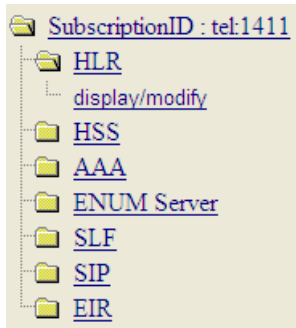 SubscriptionID : tel:1411
HLR
display/modify
HSS
AAA
ENUM Server
SLF
SIP
EIR